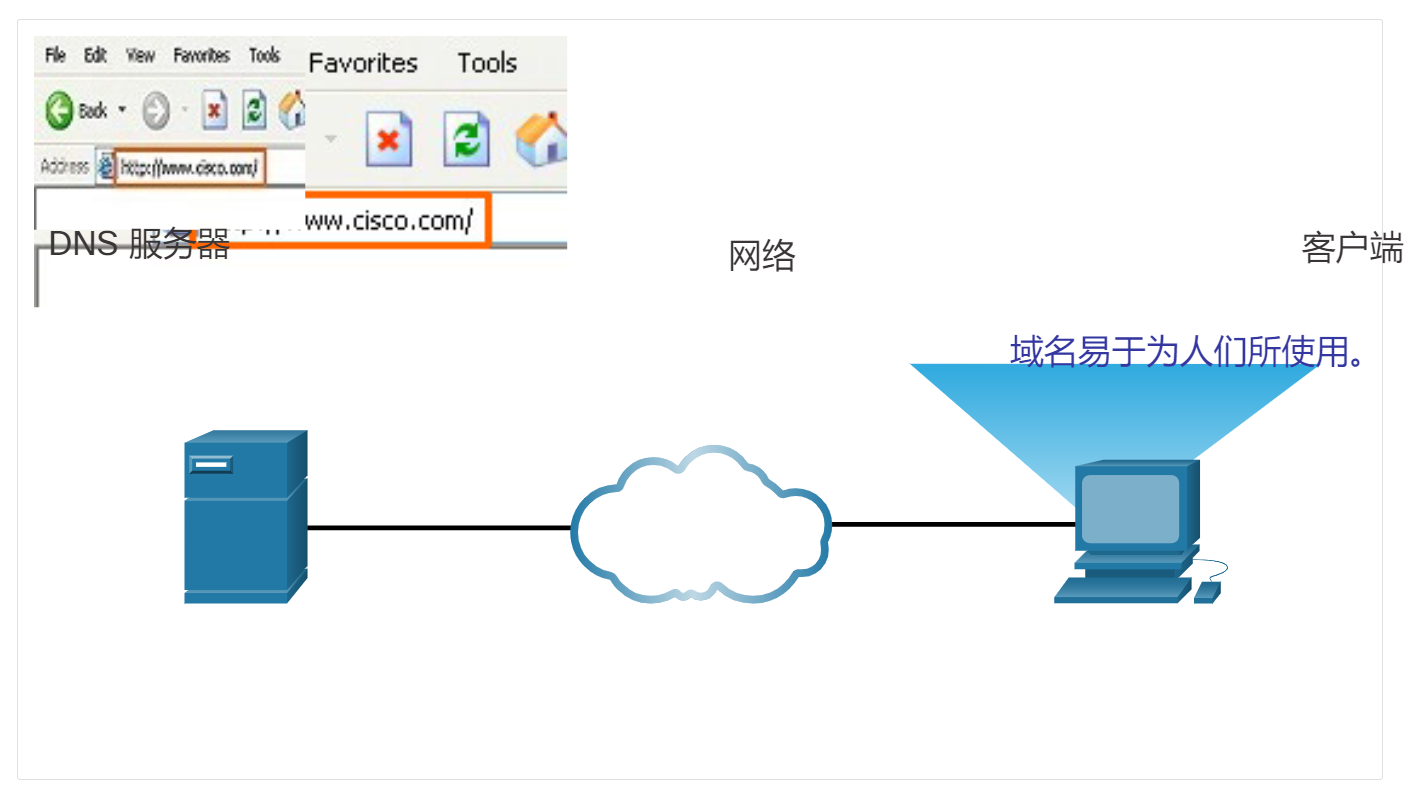 File Edit View Favorites Tools
Favorites Tools
Back
Address http://www.cisco.com/
ww.cisco.com/
DNS 服务器
网络
客户端
域名易于为人们所使用。